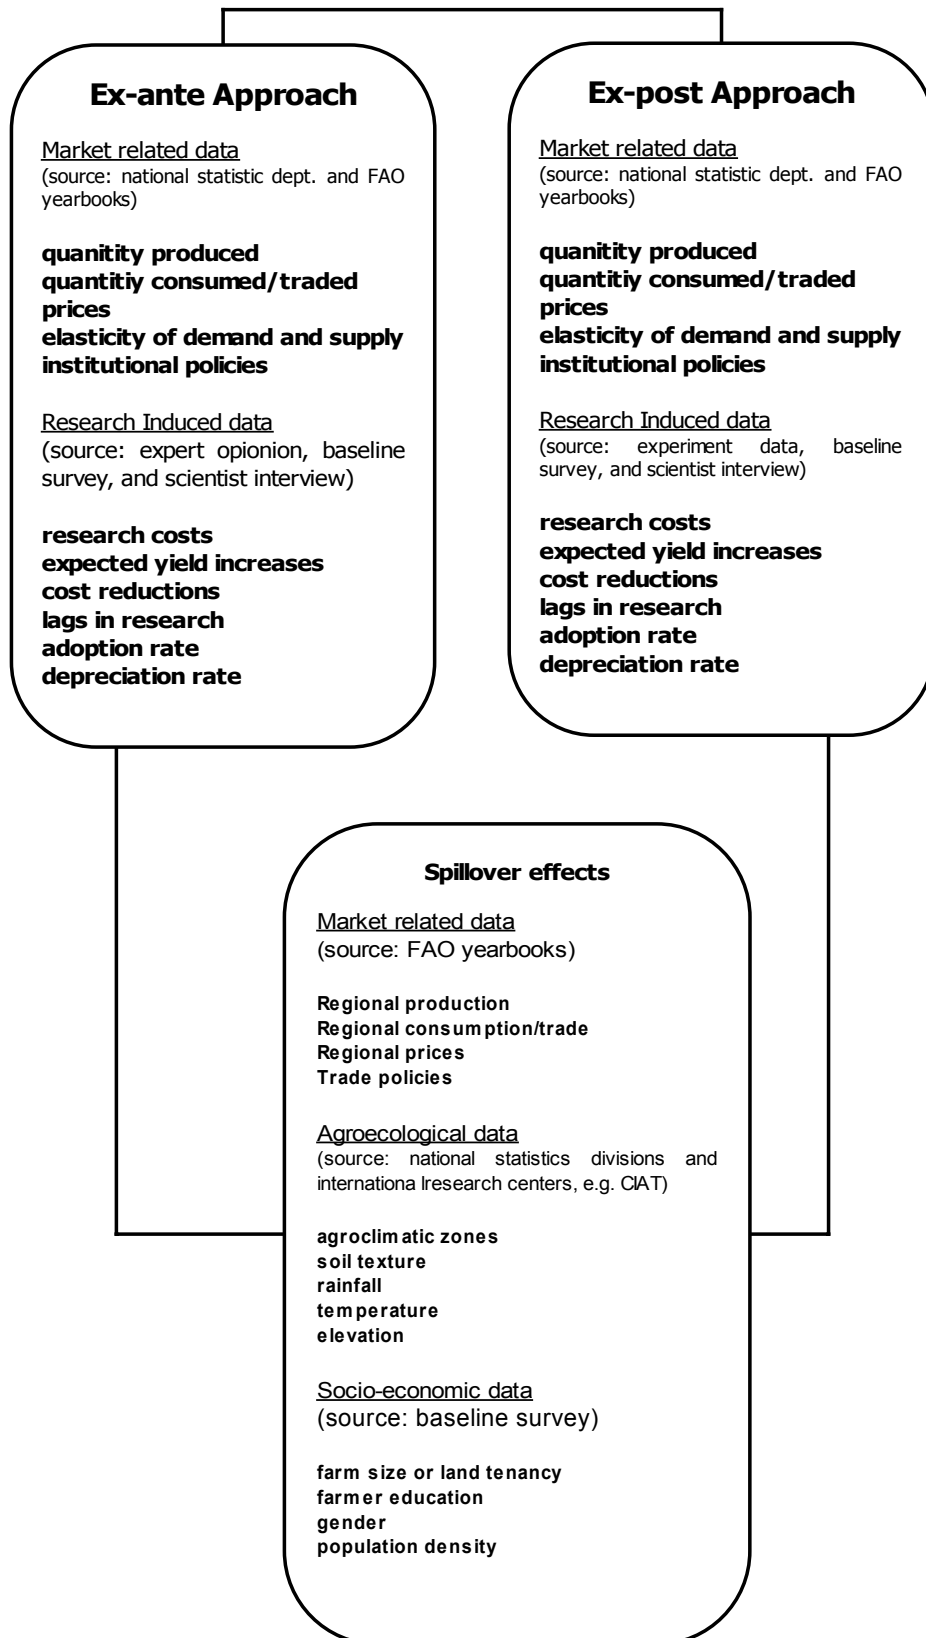 Ex-ante Approach
Market related data
(source: national statistic dept. and FAO
yearbooks)
quanitity produced
quantitiy consumed/traded
prices
elasticity of demand and supply
institutional policies
Research Induced data
(source: expert opionion, baseline
survey, and scientist interview)
research costs
expected yield increases
cost reductions
lags in research
adoption rate
depreciation rate
Ex-post Approach
Market related data
(source: national statistic dept. and FAO
yearbooks)
quanitity produced
quantitiy consumed/traded
prices
elasticity of demand and supply
institutional policies
Research Induced data
(source: experiment data, baseline
survey, and scientist interview)
research costs
expected yield increases
cost reductions
lags in research
adoption rate
depreciation rate
Spillover effects
Market related data
(source: FAO yearbooks)
Regional production
Regional consumption/trade
Regional prices
Trade policies
Agroecological data
(source: national statistics divisions and
internationa lresearch centers, e.g. CIAT)
agroclimatic zones
soil texture
rainfall
temperature
elevation
Socio-economic data
(source: baseline survey)
farm size or land tenancy
farmer education
gender
population density